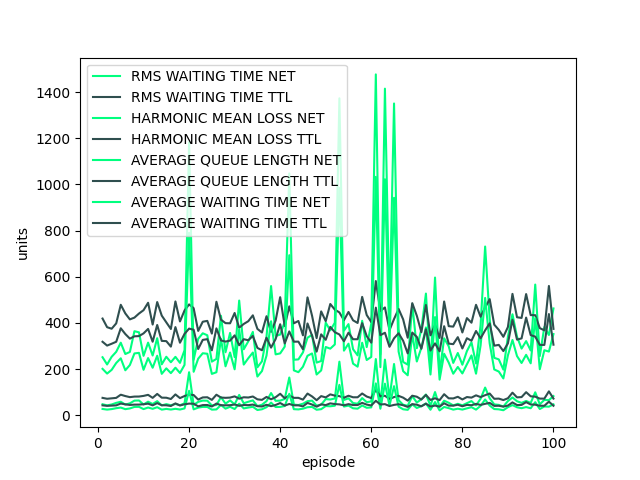 RMS WAITING TIME NET
RMS WAITING TIME TTL
HARMONIC MEAN LOSS NET
HARMONIC MEAN LOSS TTL
AVERAGE QUEUE LENGTH NET
AVERAGE QUEUE LENGTH TTL
AVERAGE WAITING TIME NET
AVERAGE WAITING TIME TTL
1400
1200
1000
800
600
400
200
0
units
0 20 40 60 80 100
episode